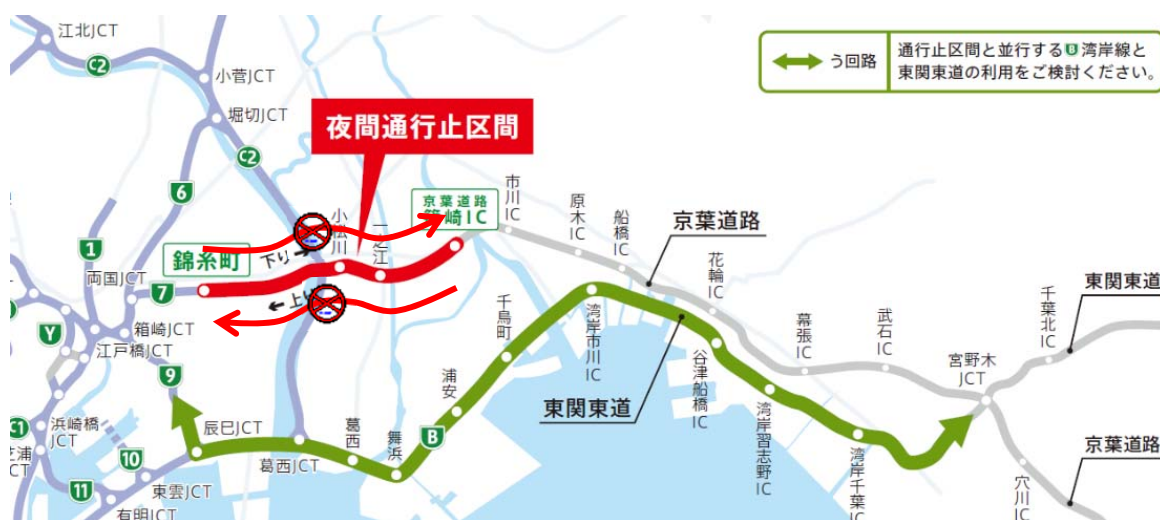 江北JCT
C2
小菅JCT
堀切JCT
C2
6
1
両国JCT
7
錦糸町
下り→
夜間通行止区間
小松川
一之江
京葉道路
篠崎IC
市川IC
原木IC
船橋IC
京葉道路
花輪IC
う回路
通行止区間と並行するB湾岸線と
東関東道の利用をご検討ください。
幕張IC
武石IC
宮野木
JCT
千葉北IC
東関東道
京葉道路
穴川IC
Y
箱崎JCT
江戸橋JCT
9
C1
浜崎橋
JCT
10
11
有明JCT
東雲JCT
辰巳JCT
葛西JCT
葛西
舞浜
B
浦安
千鳥町
湾岸市川IC
東関東道
谷津船橋IC
湾岸習志野IC
湾岸千葉IC